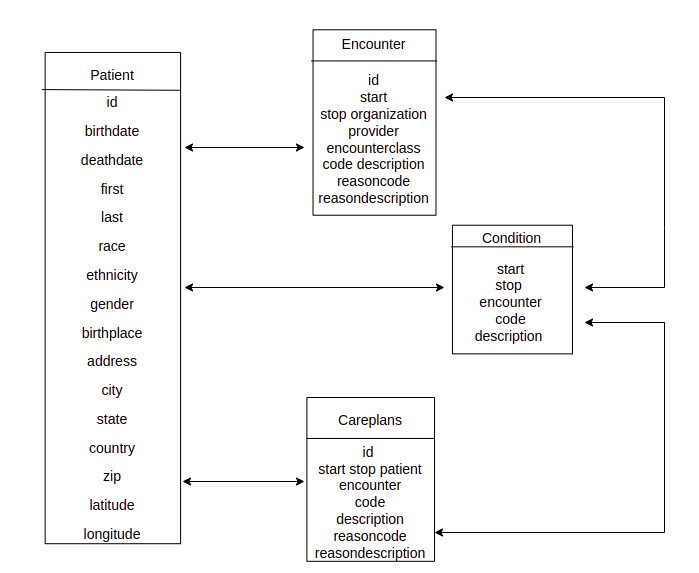 Patient
id
birthdate
deathdate
first
last
race
ethnicity
gender
birthplace
address
city
state
country
zip
latitude
longitude
Encounter
id
start
stop organization
provider
encounterclass
code description
reasoncode
reasondescription
Condition
start
stop
encounter
code
description
Careplans
id
start stop patient
encounter
code
description
reasoncode
reasondescription